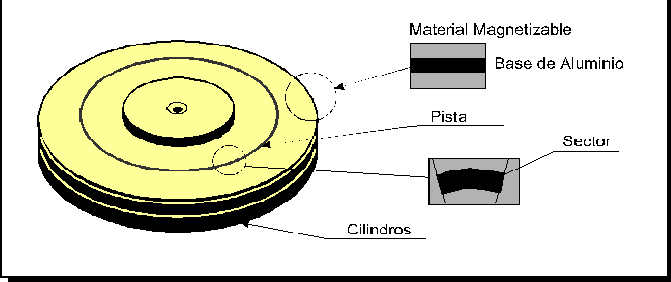 Material Magnetizable
Base de Aluminio
Pista
Sector
Cilindros